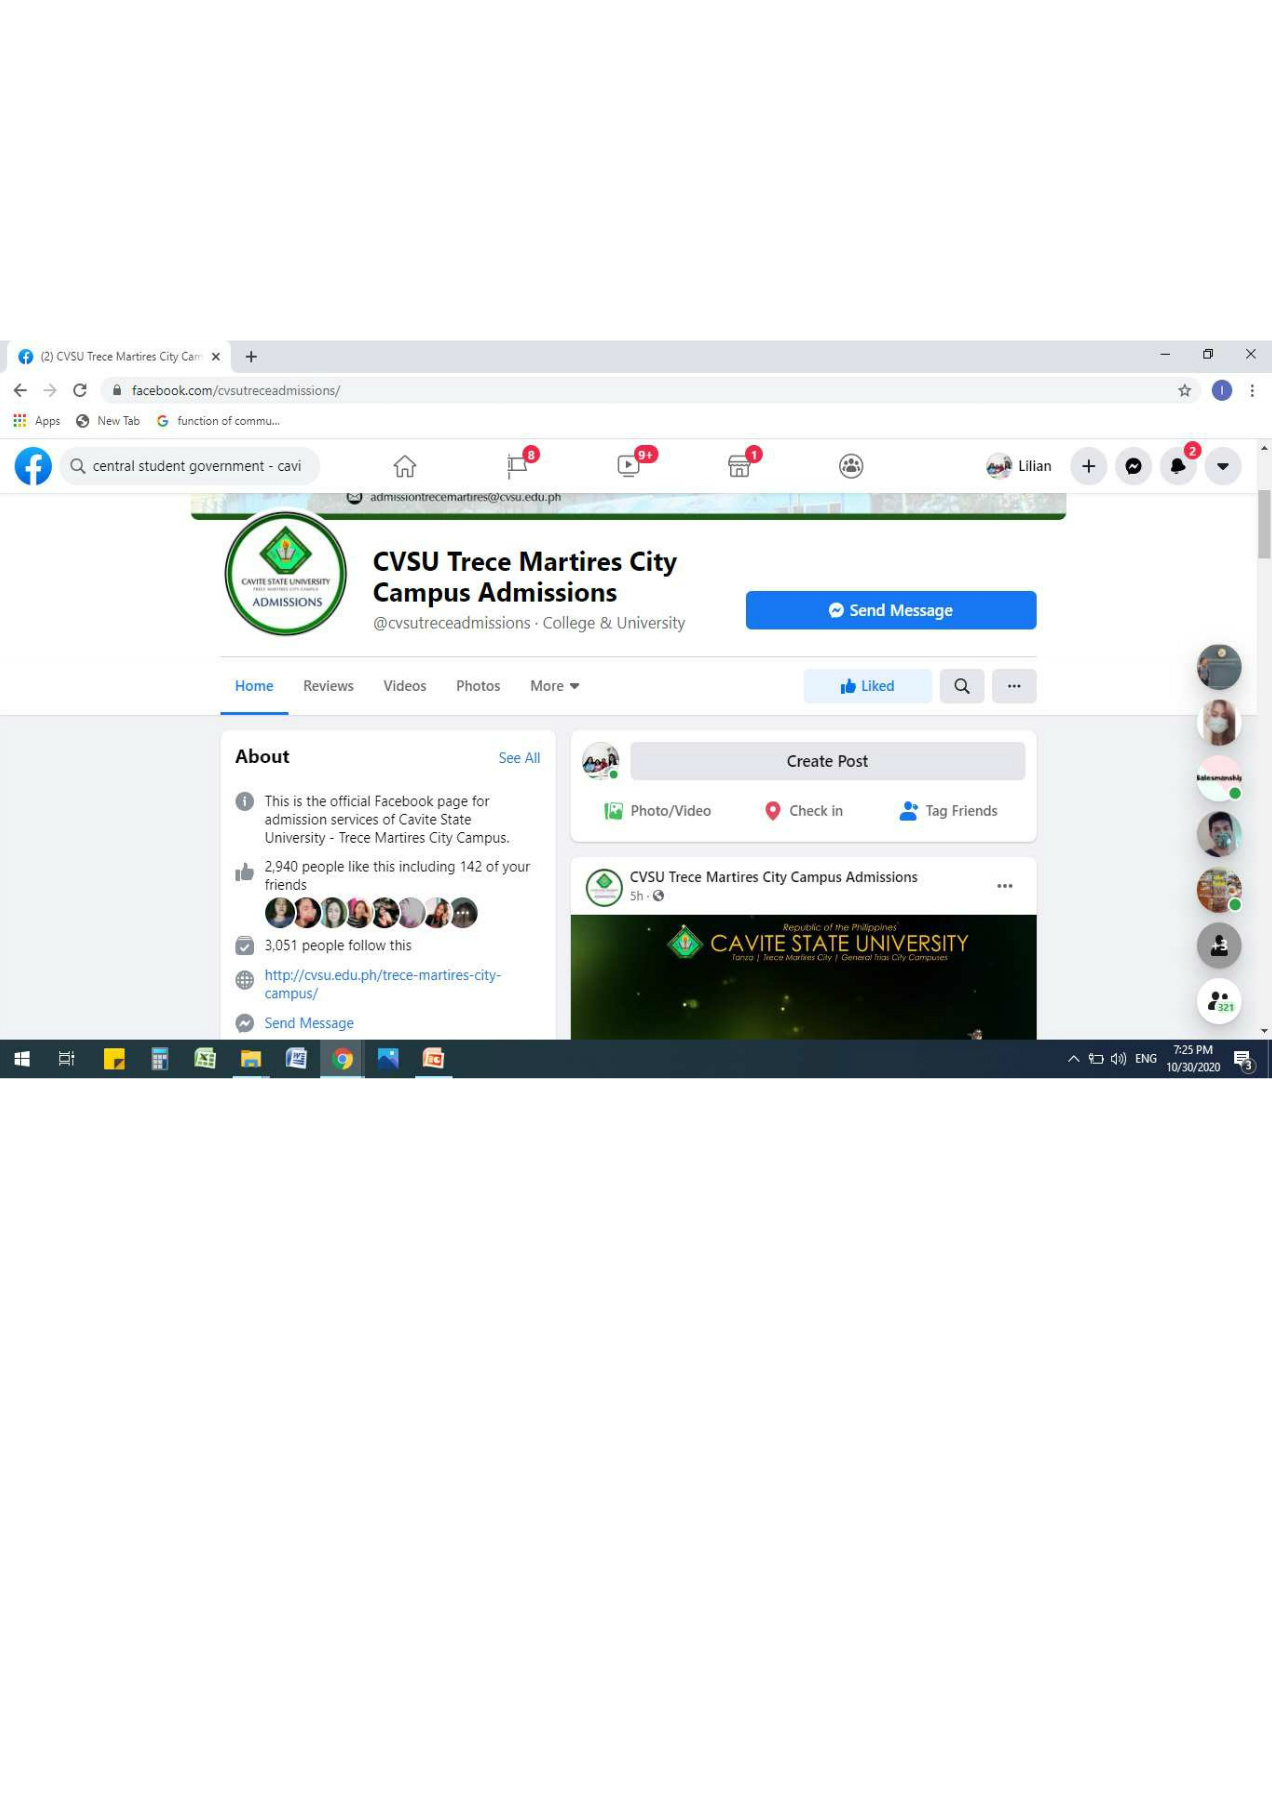 (2) CVSU Trece Martires City Cam
facebook.com/cvsutreceadmissions/
Apps New Tab function of commu...
central student government - cavi
8
9+
1
Lilian
2
admissiontrecemartires@cvsu.edu.ph
CAVITE STATE UNIVERSITY
TRECE MARTIRES CITY CAMPUS
ADMISSIONS
CVSU Trece Martires City
Campus Admissions
@cvsutreceadmissions · College & University
Send Message
Home Reviews Videos Photos More
Liked
About
See All
This is the official Facebook page for
admission services of Cavite State
University - Trece Martires City Campus.
2,940 people like this including 142 of your
friends
3,051 people follow this
http://cvsu.edu.ph/trece-martires-city-
campus/
Send Message
Create Post
Photo/Video Check in Tag Friends
CVSU Trece Martires City Campus Admissions
5h ·
Republic of the Philippines
CAVITE STATE UNIVERSITY
Tanza | Trece Martires City | General Trias City Campuses
Salesmanship
+3
321
ENG
7:25 PM
10/30/2020
3